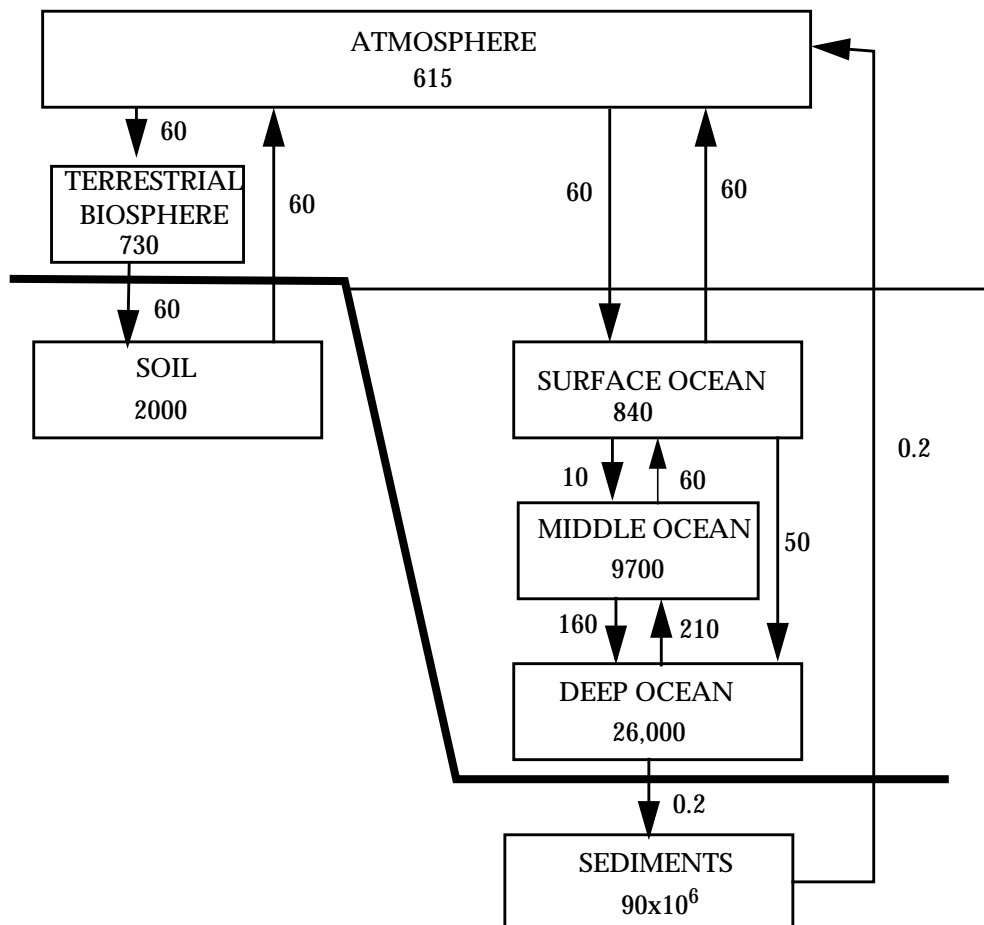 ATMOSPHERE
615
60
TERRESTRIAL
BIOSPHERE
730
60
60
60
60
SOIL
2000
SURFACE OCEAN
840
0.2
10
60
MIDDLE OCEAN
9700
50
160
210
DEEP OCEAN
26,000
0.2
SEDIMENTS
90x10⁶